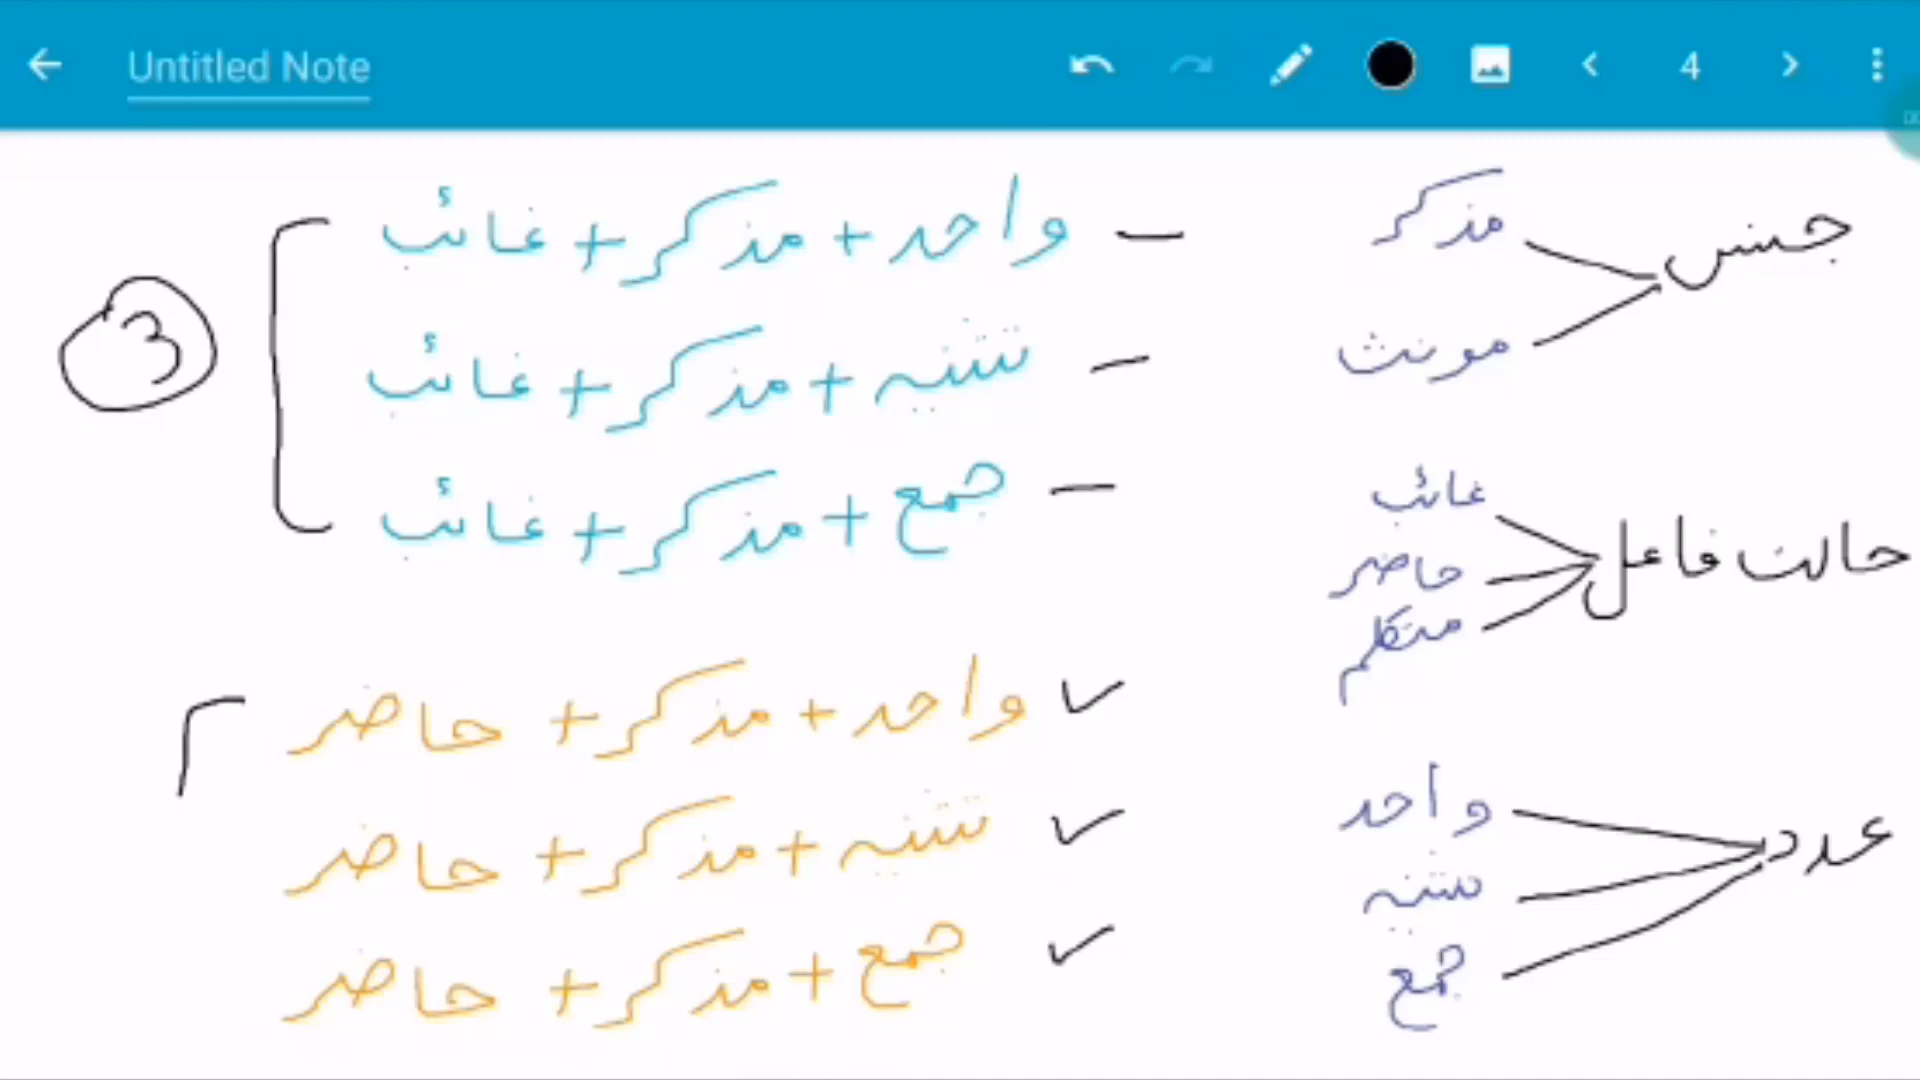 Untitled Note
4
جنس
مذکر
مونث
حالت فاعل
غائب
حاضر
متکلم
عدد
واحد
تثنیہ
جمع
واحد + مذکر + غائب
تثنیہ + مذکر + غائب
جمع + مذکر + غائب
3
واحد + مذکر + حاضر
تثنیہ + مذکر + حاضر
جمع + مذکر + حاضر